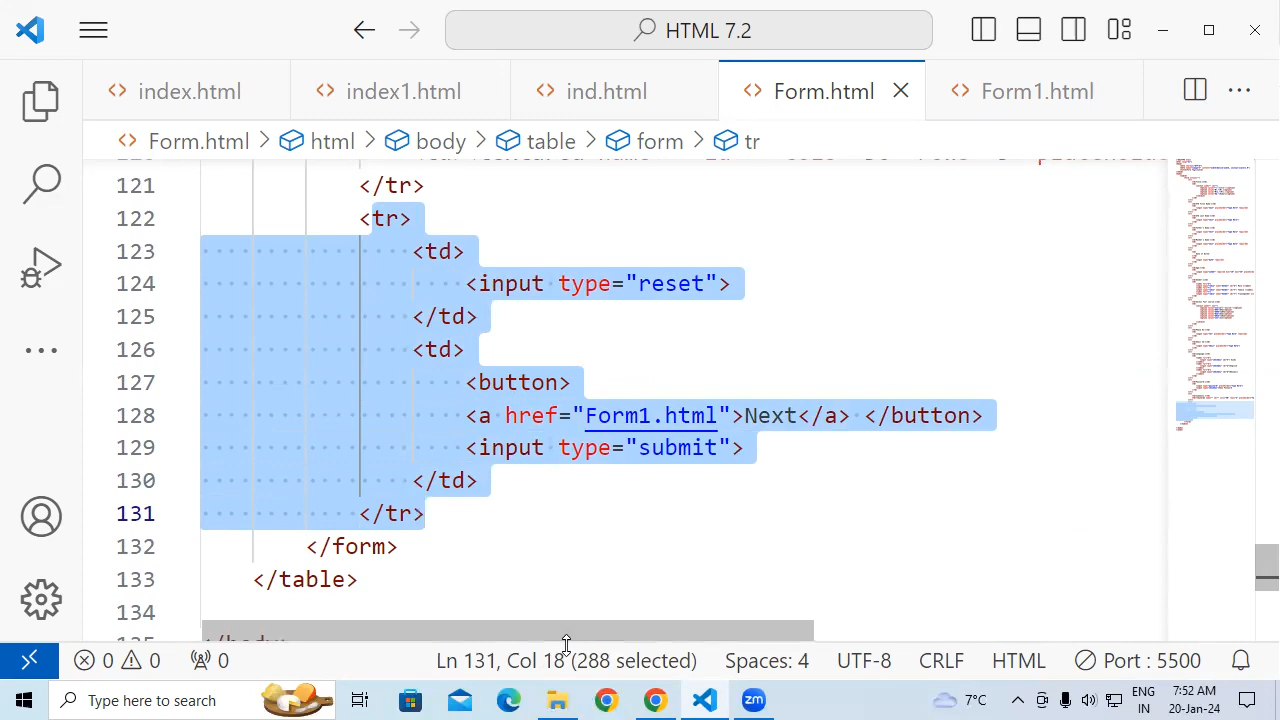 HTML 7.2
index.html
index1.html
ind.html
Form.html
Form1.html
Form.html > html > body > table > form > tr
121 </tr>
122 <tr>
123 <td>
124 <input type="reset">
125 </td>
126 <td>
127 <button>
128 <a href="Form1.html">Next</a> </button>
129 <input type="submit">
130 </td>
131 </tr>
132 </form>
133 </table>
134
0 0 0 Ln 131, Col 18 (288 selected) Spaces: 4 UTF-8 CRLF HTML Port : 5500
Type here to search zm 7°C ENG IN 7:52 AM 20-Jan-24